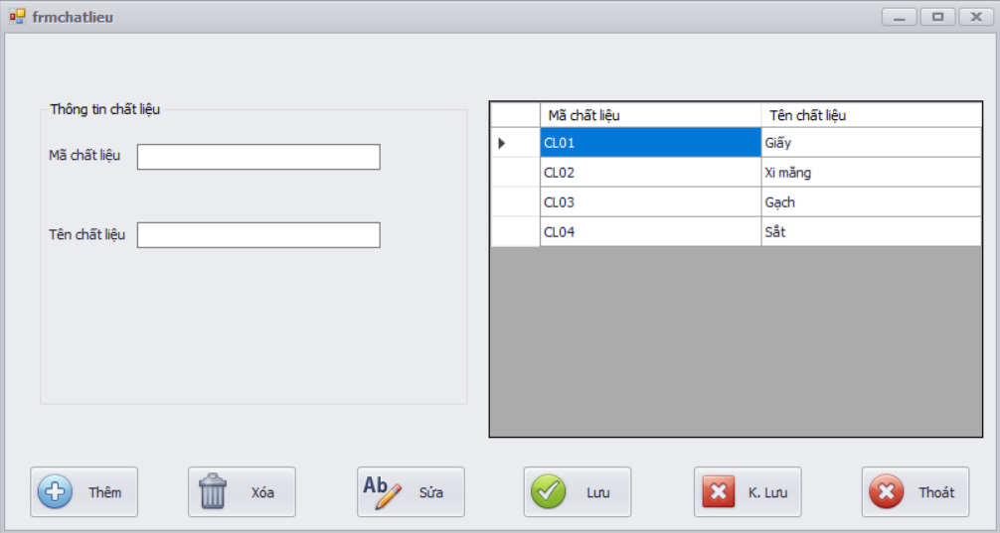 frmchatlieu
Thông tin chất liệu
Mã chất liệu
Tên chất liệu
Mã chất liệu Tên chất liệu
CL01 Giấy
CL02 Xi măng
CL03 Gạch
CL04 Sắt
Thêm Xóa Ab Sửa Lưu K. Lưu Thoát